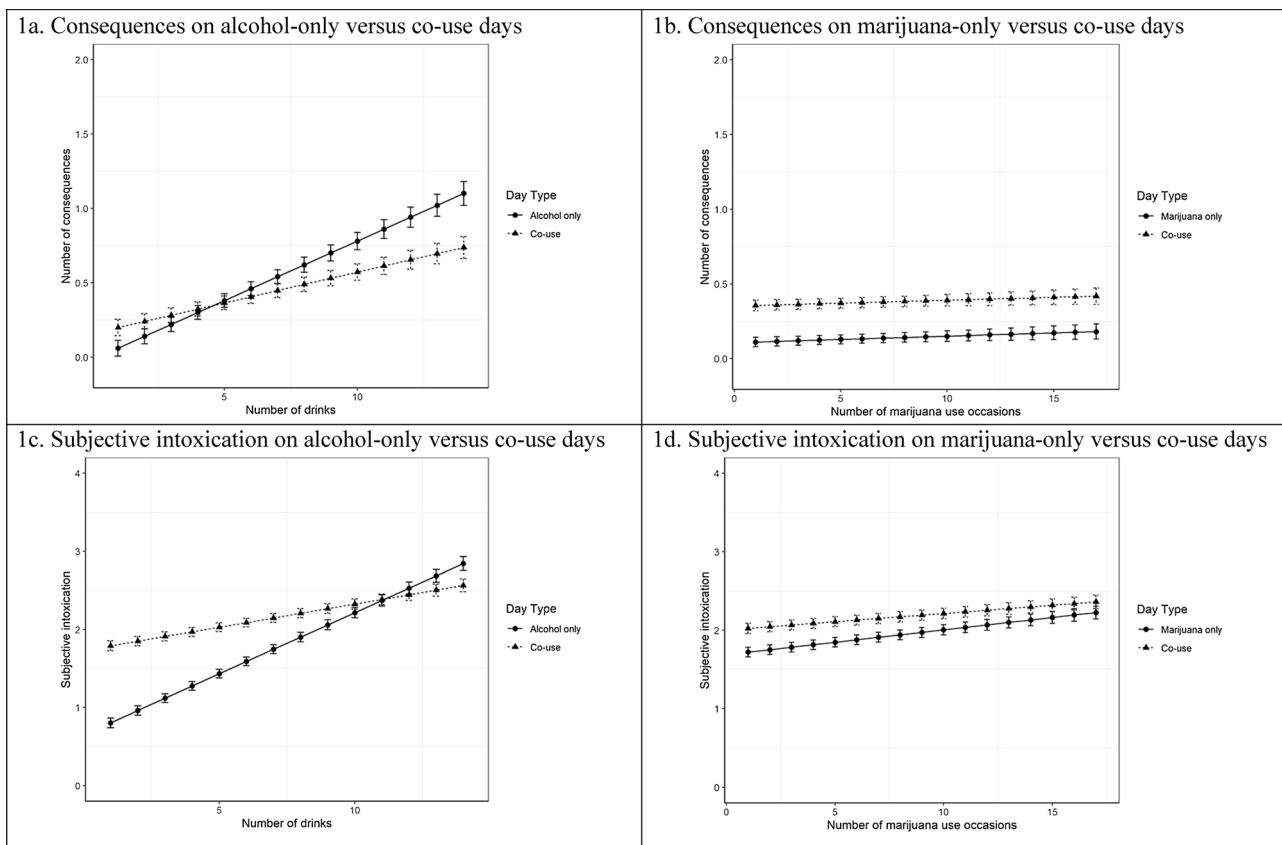 1a. Consequences on alcohol-only versus co-use days
2.0
1.5
1.0
0.5
0.0
Number of consequences
5
10
Number of drinks
Day Type
Alcohol only
Co-use
1b. Consequences on marijuana-only versus co-use days
2.0
1.5
1.0
0.5
0.0
Number of consequences
0
5
10
15
Number of marijuana use occasions
Day Type
Marijuana only
Co-use
1c. Subjective intoxication on alcohol-only versus co-use days
4
3
2
1
0
Subjective intoxication
5
10
Number of drinks
Day Type
Alcohol only
Co-use
1d. Subjective intoxication on marijuana-only versus co-use days
4
3
2
1
0
Subjective intoxication
0
5
10
15
Number of marijuana use occasions
Day Type
Marijuana only
Co-use